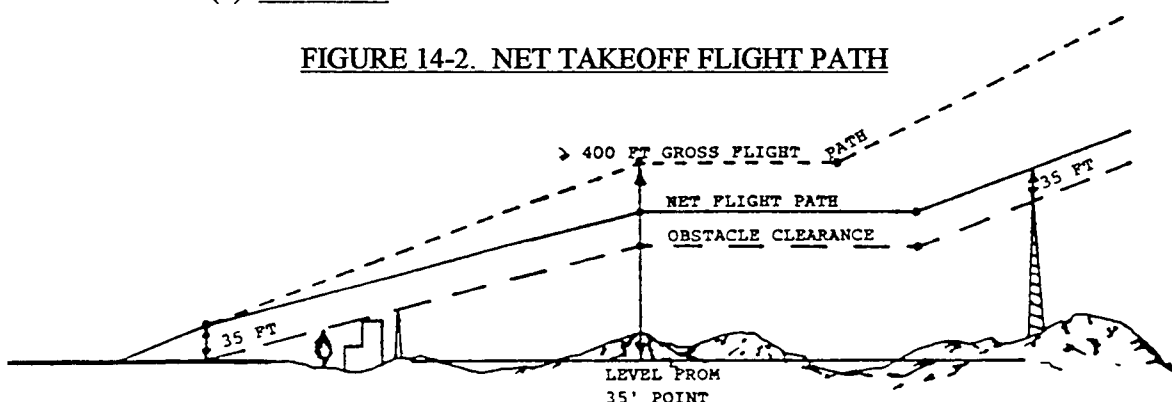 FIGURE 14-2. NET TAKEOFF FLIGHT PATH
> 400 FT GROSS FLIGHT PATH
35 FT
NET FLIGHT PATH
OBSTACLE CLEARANCE
35 FT
LEVEL FROM
35' POINT